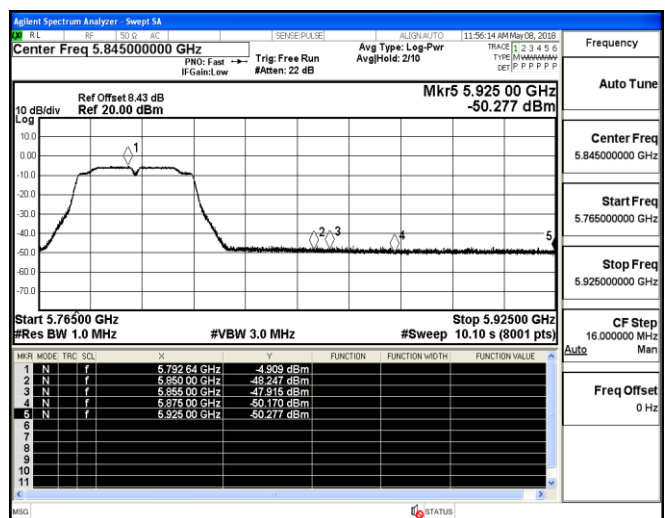 Agilent Spectrum Analyzer - Swept SA
RL RF 50 Ω AC SENSE:PULSE ALIGNAUTO 11:56:14 AM May 08, 2018
Center Freq 5.845000000 GHz Avg Type: Log-Pwr TRACE 1 2 3 4 5 6 Frequency
PNO: Fast Trig: Free Run Avg|Hold: 2/10 TYPE MWWWWW
IFGain:Low #Atten: 22 dB DET P P P P P P
Auto Tune
Mkr5 5.925 00 GHz
Ref Offset 8.43 dB
10 dB/div Ref 20.00 dBm -50.277 dBm
Log
10.0
0.00
-10.0
-20.0
-30.0
-40.0
-50.0
-60.0
-70.0
1
2 3 4 5
Center Freq
5.845000000 GHz
Start Freq
5.765000000 GHz
Stop Freq
5.925000000 GHz
Start 5.76500 GHz Stop 5.92500 GHz
#Res BW 1.0 MHz #VBW 3.0 MHz #Sweep 10.10 s (8001 pts)
CF Step
16.000000 MHz
Auto Man
MKR MODE TRC SCL X Y FUNCTION FUNCTION WIDTH FUNCTION VALUE
1 N f 5.792 64 GHz -4.909 dBm
2 N f 5.850 00 GHz -48.247 dBm
3 N f 5.855 00 GHz -47.915 dBm
4 N f 5.875 00 GHz -50.170 dBm
5 N f 5.925 00 GHz -50.277 dBm
6
7
8
9
10
11
Freq Offset
0 Hz
MSG STATUS